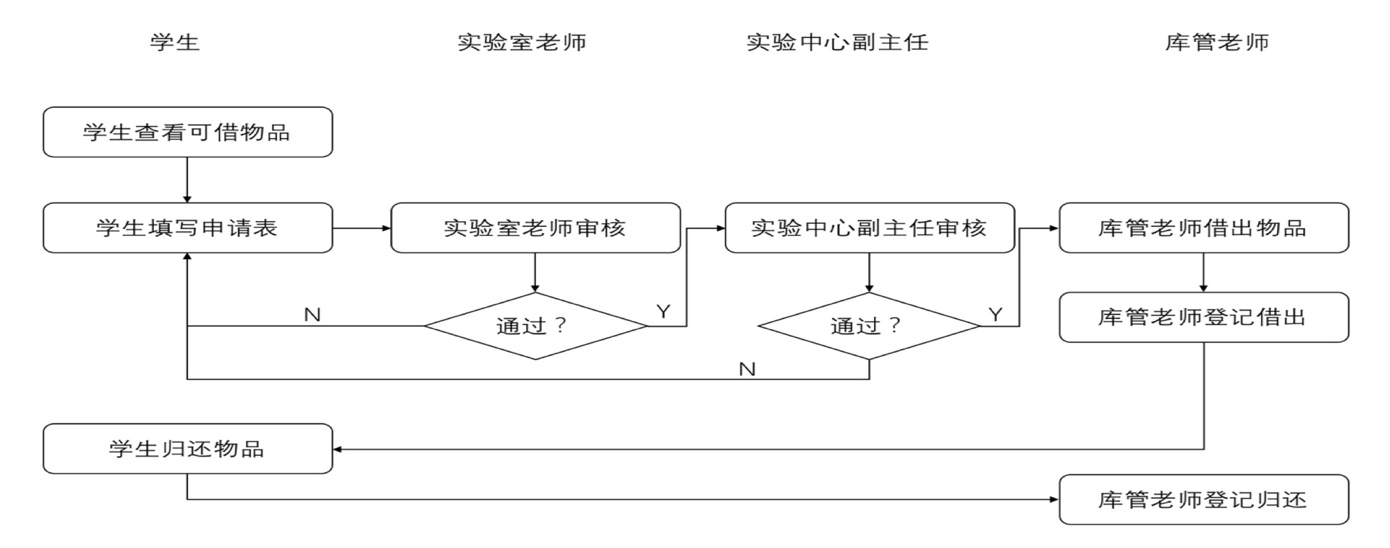 学生
实验室老师
实验中心副主任
库管老师
学生查看可借物品
学生填写申请表
实验室老师审核
实验中心副主任审核
库管老师借出物品
N
通过？
Y
通过？
Y
库管老师登记借出
N
学生归还物品
库管老师登记归还